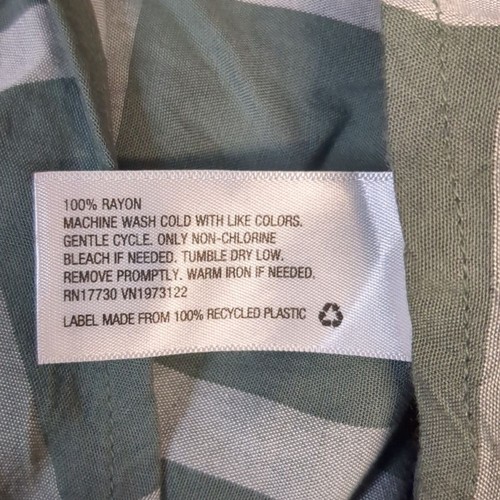 100% RAYON
MACHINE WASH COLD WITH LIKE COLORS.
GENTLE CYCLE. ONLY NON-CHLORINE
BLEACH IF NEEDED. TUMBLE DRY LOW.
REMOVE PROMPTLY. WARM IRON IF NEEDED.
RN17730 VN1973122
LABEL MADE FROM 100% RECYCLED PLASTIC